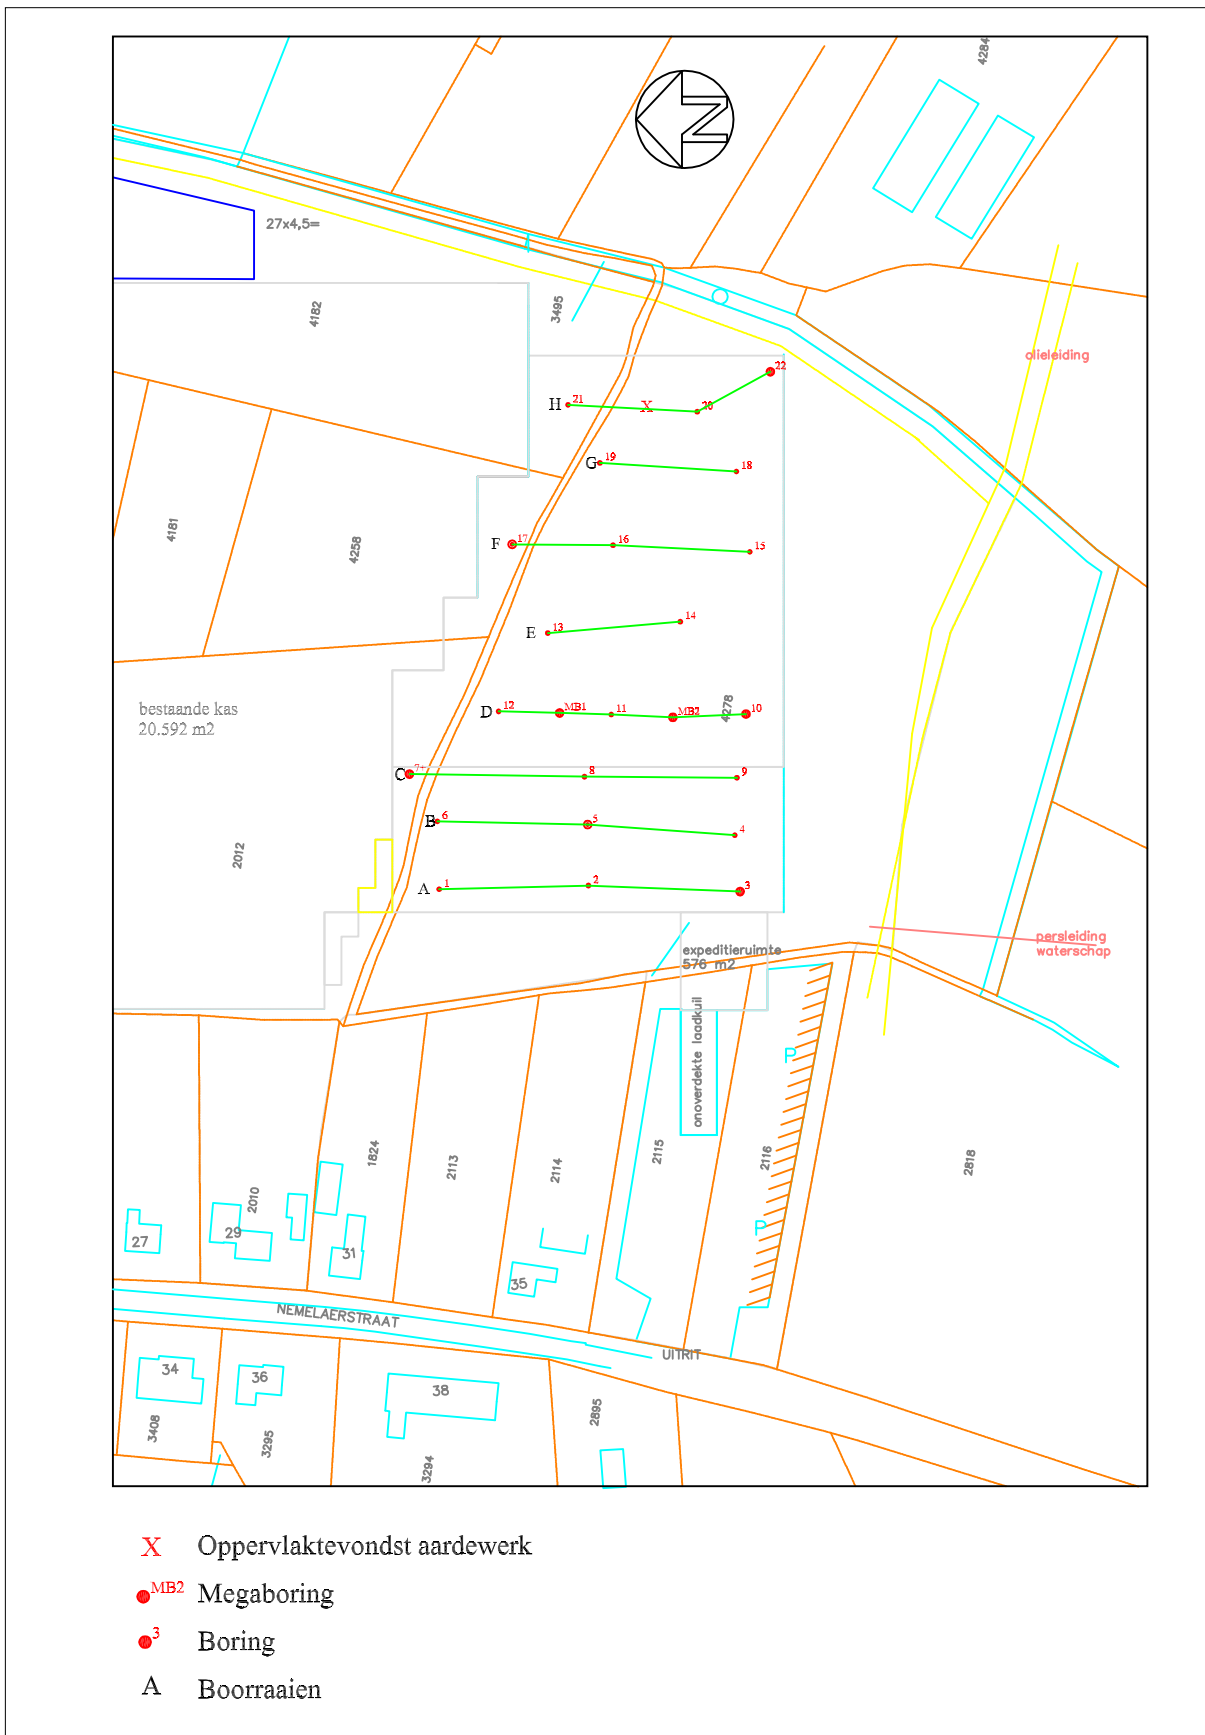 4284
N
27x4,5=
4182
3495
olieleiding
22
H
21
X
20
G
19
18
4181
4258
F
17
16
15
E
13
14
bestaande kas
20.592 m2
D
12
MB1
11
MB2
4278
10
C
7+
8
9
B
6
5
4
2012
A
1
2
3
expeditieruimte
576 m2
persleiding
waterschap
onoverdekte laadkuil
P
1824
2113
2114
2115
2116
2818
2010
27
29
31
35
P
NEMELAERSTRAAT
UITRIT
34
36
38
3408
3295
3294
2895
X Oppervlaktevondst aardewerk
MB2 Megaboring
3 Boring
A Boorraaien